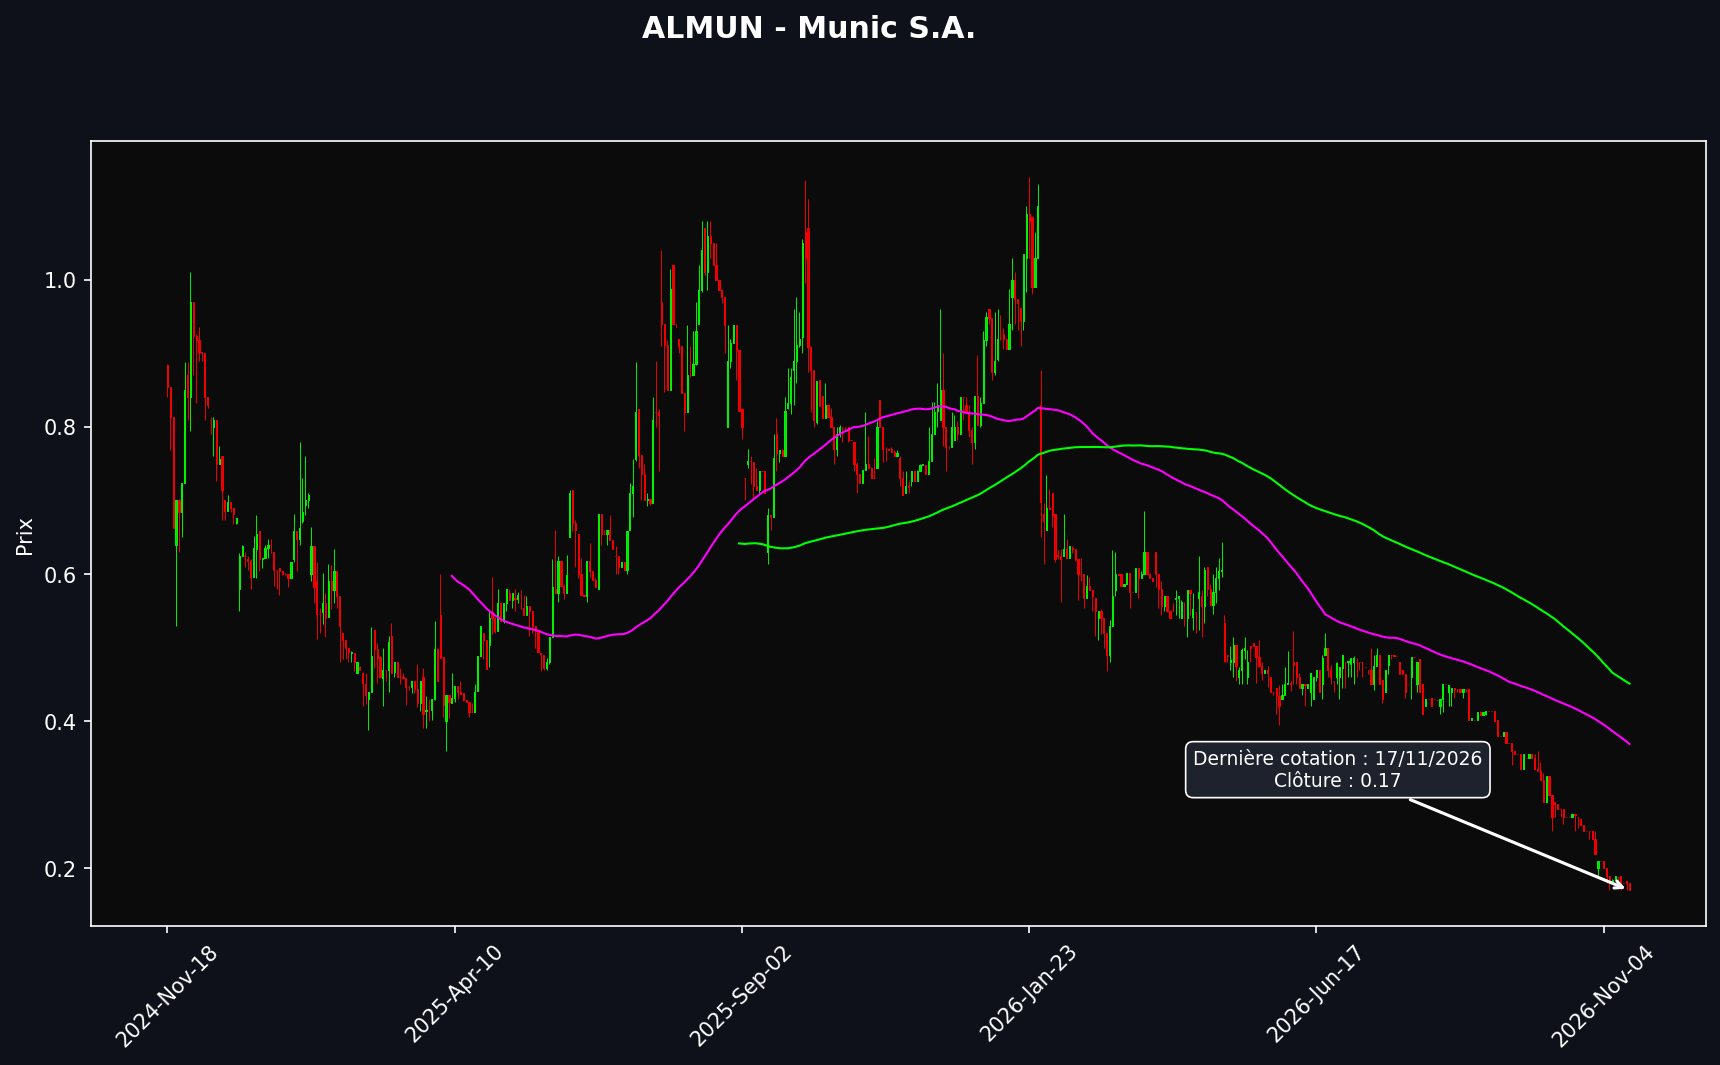 ALMUN - Munic S.A.
Prix
1.0
0.8
0.6
0.4
0.2
Dernière cotation : 17/11/2026
Clôture : 0.17
2024-Nov-18
2025-Apr-10
2025-Sep-02
2026-Jan-23
2026-Jun-17
2026-Nov-04